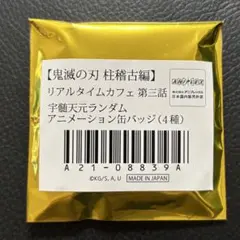 【鬼滅の刃 柱稽古編】
リアルタイムカフェ 第三話
宇髄天元ランダム
アニメーション缶バッジ(4種)
A21-08839A
©KG/S, A, U
MADE IN JAPAN